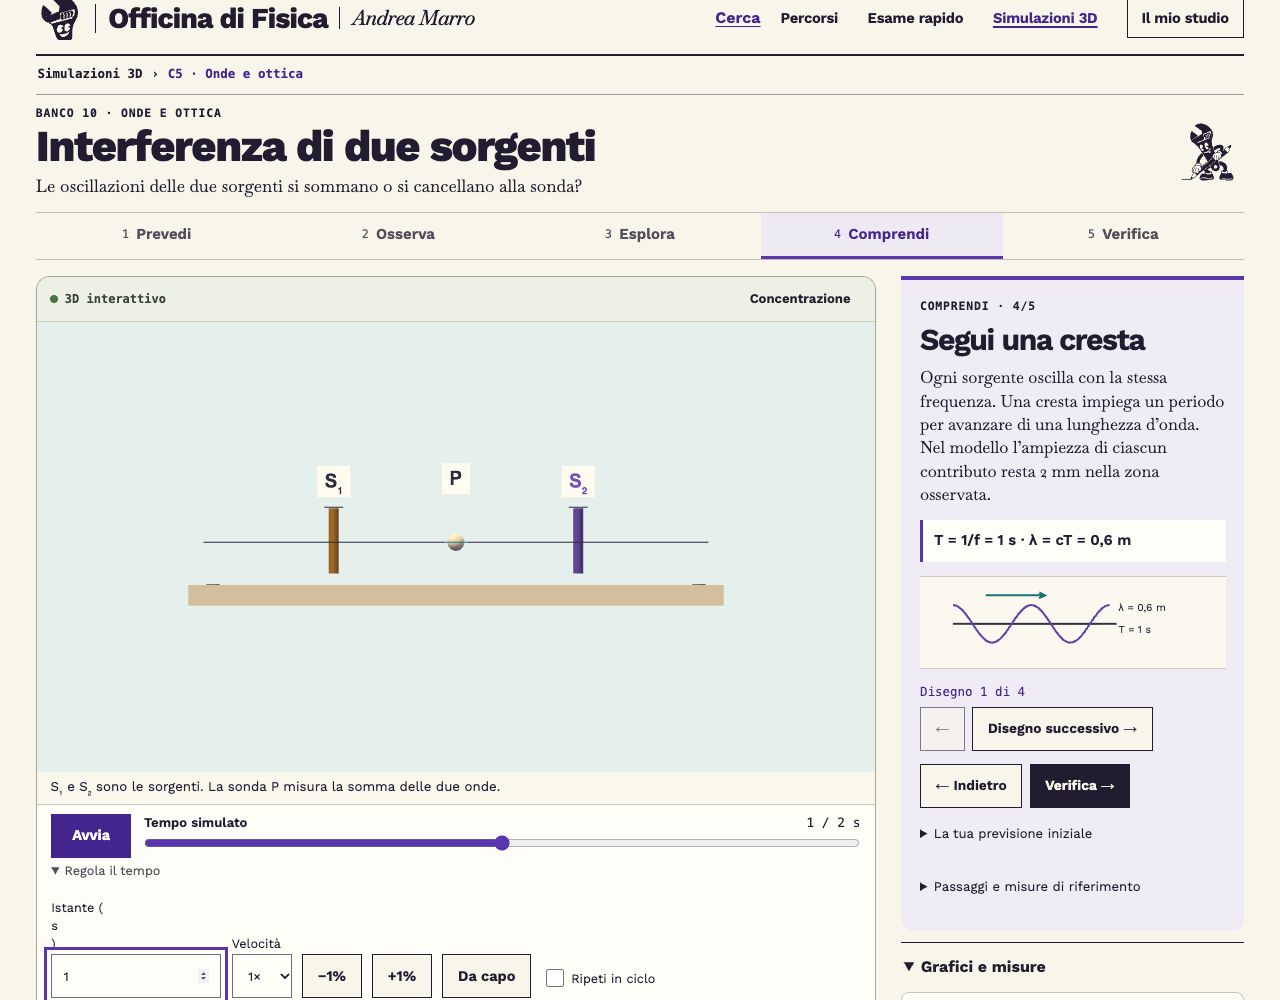 Officina di Fisica
Andrea Marro
Cerca
Percorsi
Esame rapido
Simulazioni 3D
Il mio studio
Simulazioni 3D › C5 · Onde e ottica
BANCO 10 · ONDE E OTTICA
Interferenza di due sorgenti
Le oscillazioni delle due sorgenti si sommano o si cancellano alla sonda?
1 Prevedi
2 Osserva
3 Esplora
4 Comprendi
5 Verifica
3D interattivo
Concentrazione
S₁
P
S₂
S₁ e S₂ sono le sorgenti. La sonda P misura la somma delle due onde.
Avvia
Tempo simulato
1 / 2 s
▼ Regola il tempo
Istante (
s
)
1
Velocità
1×
−1%
+1%
Da capo
Ripeti in ciclo
COMPRENDI · 4/5
Segui una cresta
Ogni sorgente oscilla con la stessa
frequenza. Una cresta impiega un periodo
per avanzare di una lunghezza d’onda.
Nel modello l’ampiezza di ciascun
contributo resta 2 mm nella zona
osservata.
T = 1/f = 1 s · λ = cT = 0,6 m
λ = 0,6 m
T = 1 s
Disegno 1 di 4
←
Disegno successivo →
← Indietro
Verifica →
▶ La tua previsione iniziale
▶ Passaggi e misure di riferimento
▼ Grafici e misure